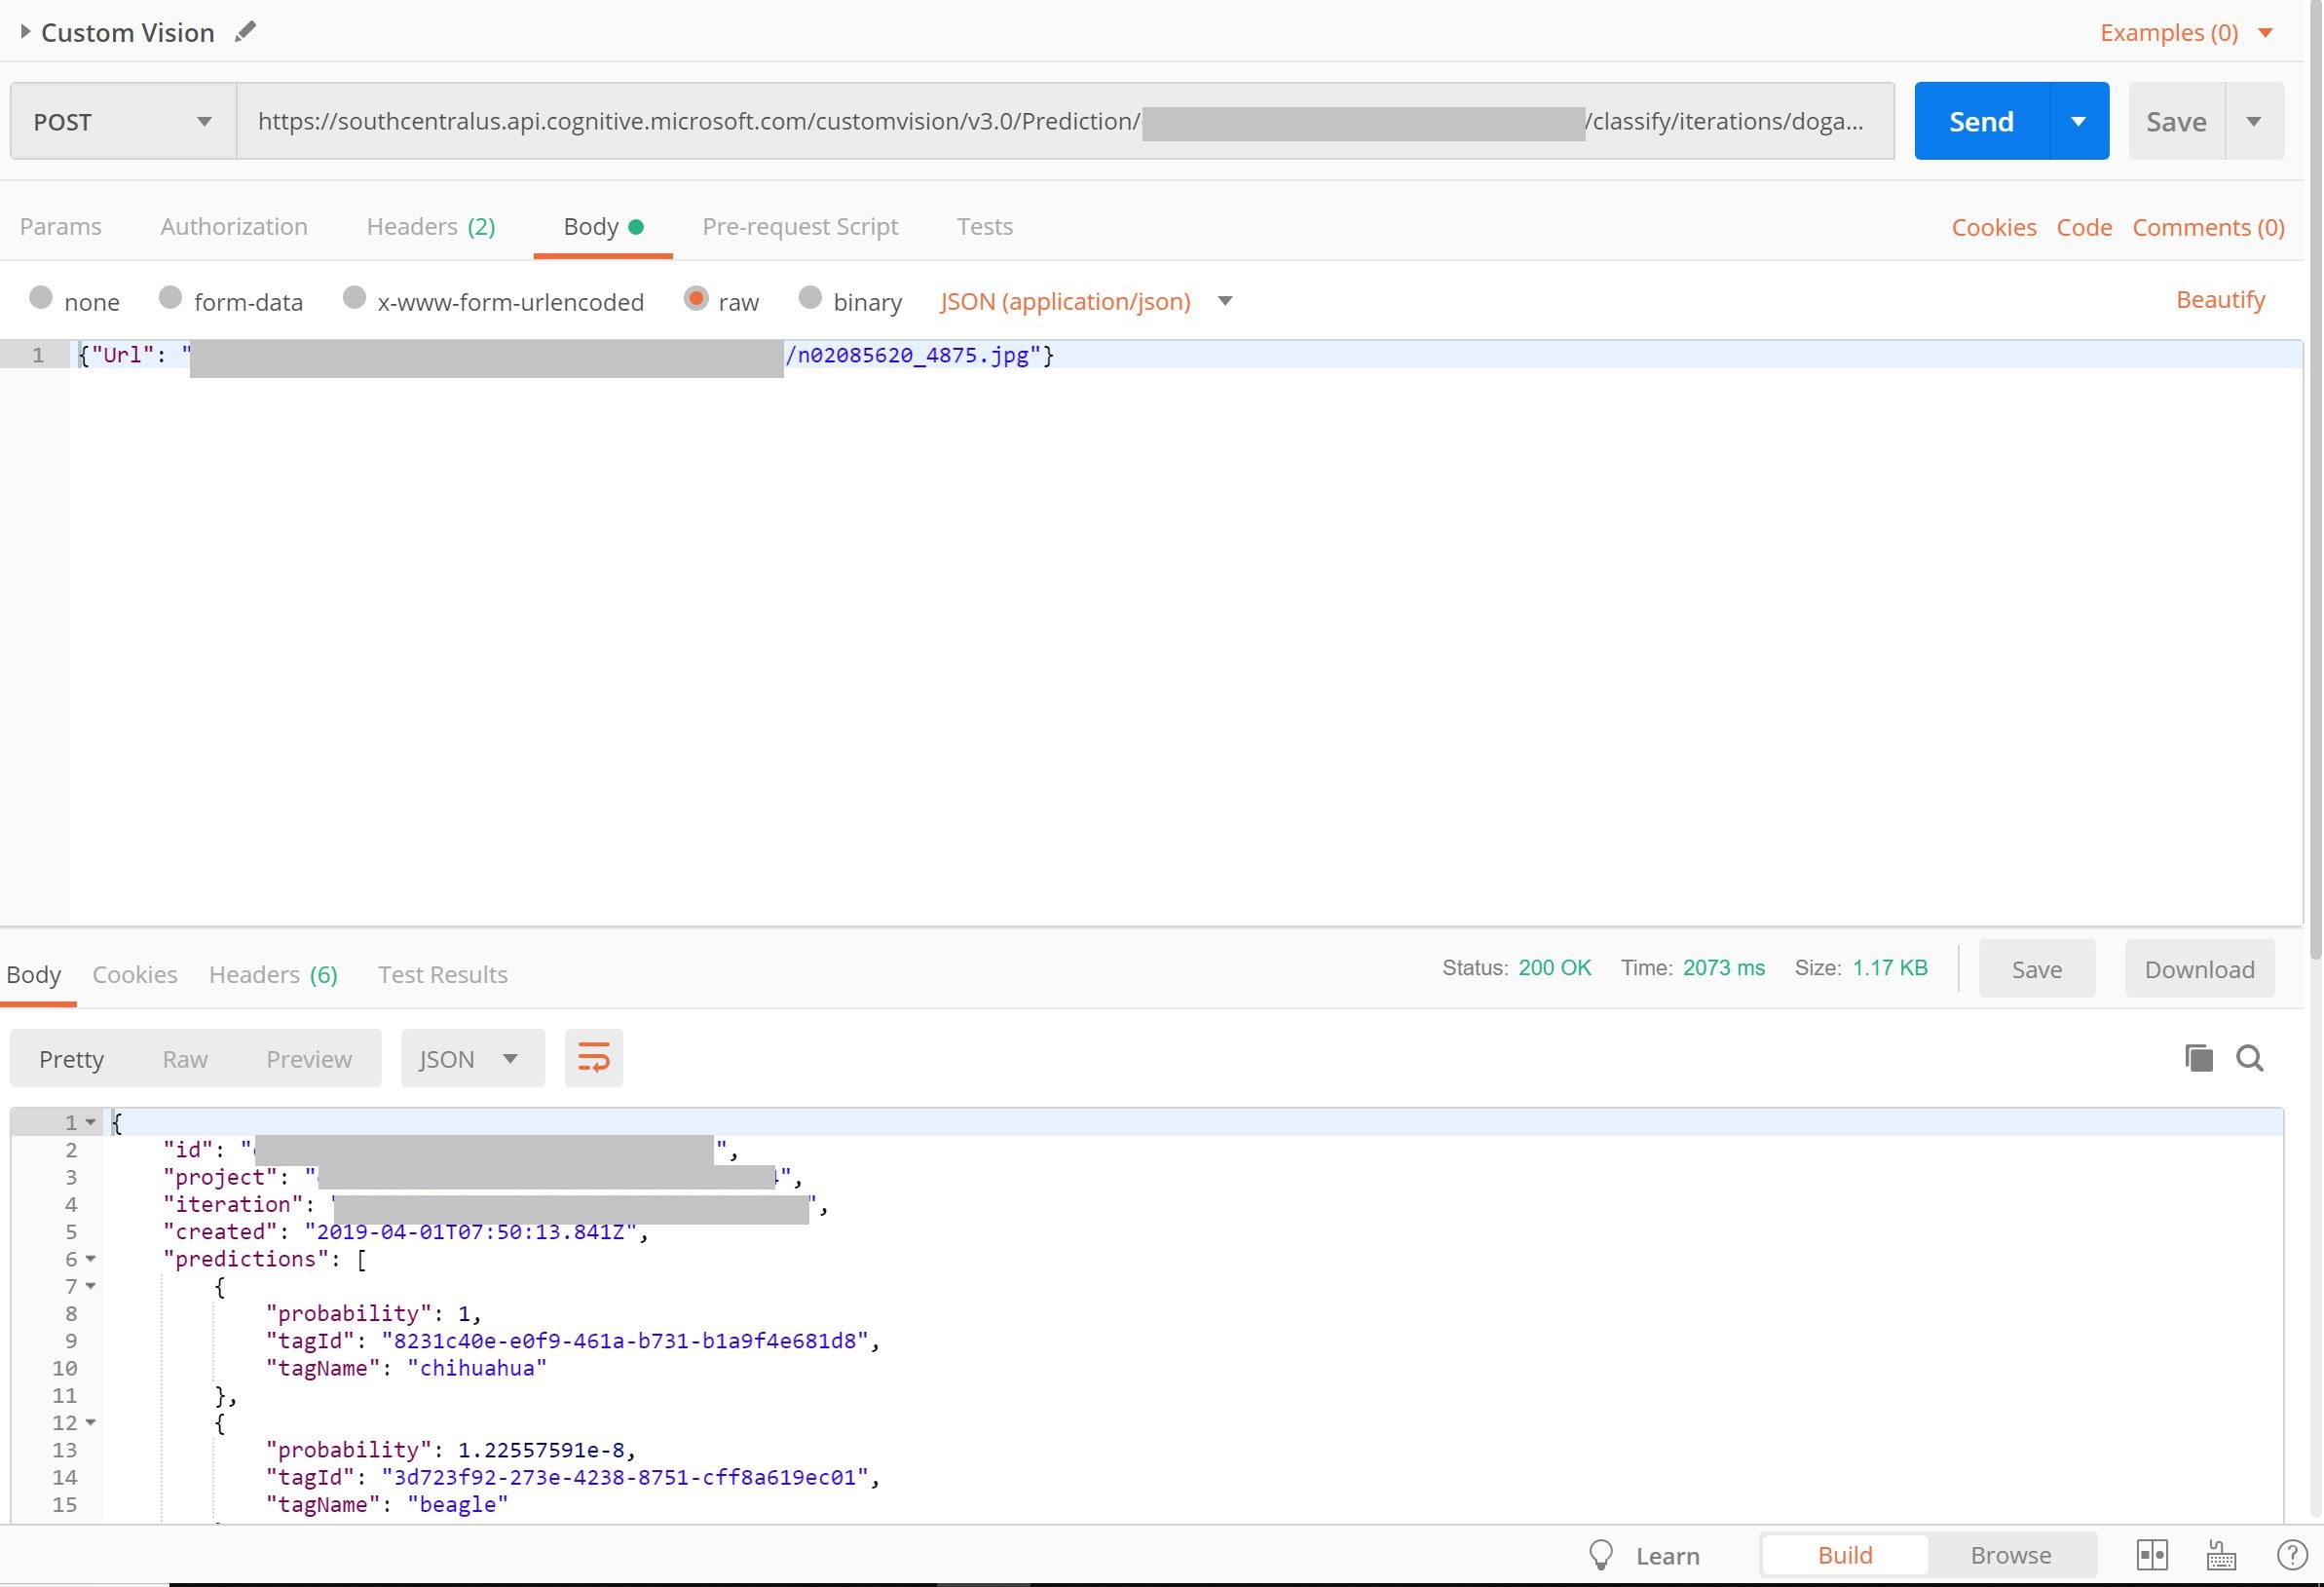 Custom Vision
Examples (0)
POST
https://southcentralus.api.cognitive.microsoft.com/customvision/v3.0/Prediction/ /classify/iterations/doga...
Send
Save
Params Authorization Headers (2) Body Pre-request Script Tests
Cookies Code Comments (0)
none form-data x-www-form-urlencoded raw binary JSON (application/json)
Beautify
1 {"Url": " /n02085620_4875.jpg"}
Body Cookies Headers (6) Test Results
Status: 200 OK Time: 2073 ms Size: 1.17 KB
Save
Download
Pretty Raw Preview
JSON
1 {
2 "id": " ",
3 "project": " ",
4 "iteration": " ",
5 "created": "2019-04-01T07:50:13.841Z",
6 "predictions": [
7 {
8 "probability": 1,
9 "tagId": "8231c40e-e0f9-461a-b731-b1a9f4e681d8",
10 "tagName": "chihuahua"
11 },
12 {
13 "probability": 1.22557591e-8,
14 "tagId": "3d723f92-273e-4238-8751-cff8a619ec01",
15 "tagName": "beagle"
Learn
Build
Browse
?